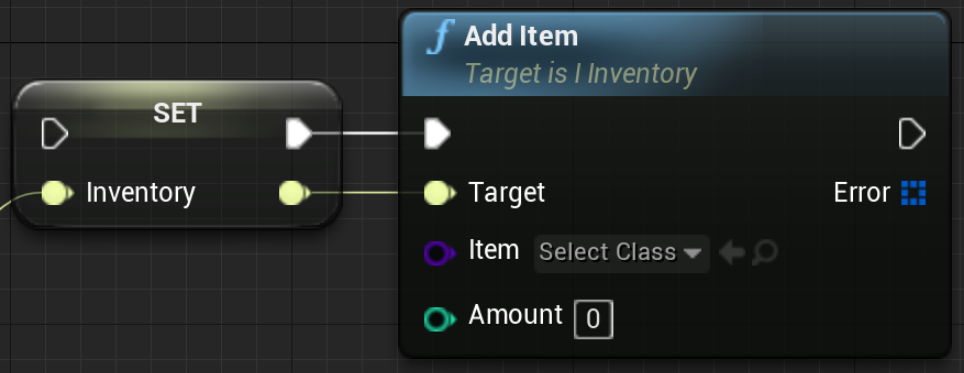 Add Item
Target is I Inventory
SET
Inventory
Target
Error
Item Select Class
Amount 0